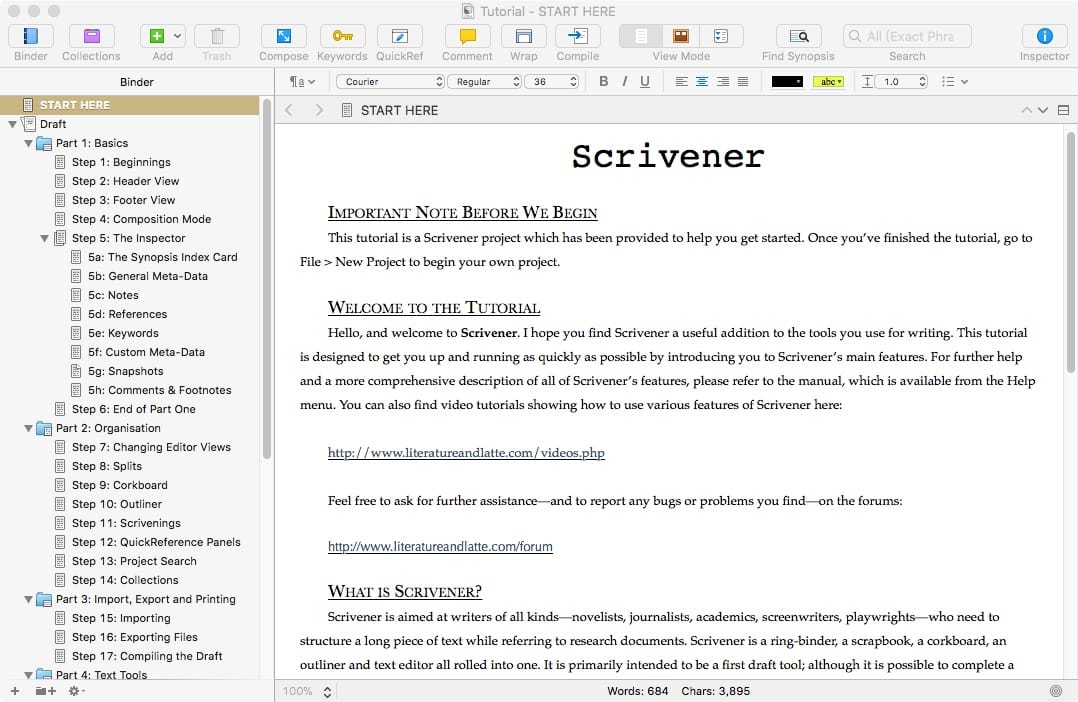 Tutorial - START HERE
Binder Collections Add Trash Compose Keywords QuickRef Comment Wrap Compile View Mode Find Synopsis All (Exact Phra Search Inspector
Binder
¶a Courier Regular 36 B I U abc 1.0
START HERE
Draft
Part 1: Basics
Step 1: Beginnings
Step 2: Header View
Step 3: Footer View
Step 4: Composition Mode
Step 5: The Inspector
5a: The Synopsis Index Card
5b: General Meta-Data
5c: Notes
5d: References
5e: Keywords
5f: Custom Meta-Data
5g: Snapshots
5h: Comments & Footnotes
Step 6: End of Part One
Part 2: Organisation
Step 7: Changing Editor Views
Step 8: Splits
Step 9: Corkboard
Step 10: Outliner
Step 11: Scrivenings
Step 12: QuickReference Panels
Step 13: Project Search
Step 14: Collections
Part 3: Import, Export and Printing
Step 15: Importing
Step 16: Exporting Files
Step 17: Compiling the Draft
Part 4: Text Tools
START HERE
Scrivener
Important Note Before We Begin
This tutorial is a Scrivener project which has been provided to help you get started. Once you’ve finished the tutorial, go to
File > New Project to begin your own project.
Welcome to the Tutorial
Hello, and welcome to Scrivener. I hope you find Scrivener a useful addition to the tools you use for writing. This tutorial
is designed to get you up and running as quickly as possible by introducing you to Scrivener’s main features. For further help
and a more comprehensive description of all of Scrivener’s features, please refer to the manual, which is available from the Help
menu. You can also find video tutorials showing how to use various features of Scrivener here:
http://www.literatureandlatte.com/videos.php
Feel free to ask for further assistance—and to report any bugs or problems you find—on the forums:
http://www.literatureandlatte.com/forum
What is Scrivener?
Scrivener is aimed at writers of all kinds—novelists, journalists, academics, screenwriters, playwrights—who need to
structure a long piece of text while referring to research documents. Scrivener is a ring-binder, a scrapbook, a corkboard, an
outliner and text editor all rolled into one. It is primarily intended to be a first draft tool; although it is possible to complete a
100% Words: 684 Chars: 3,895